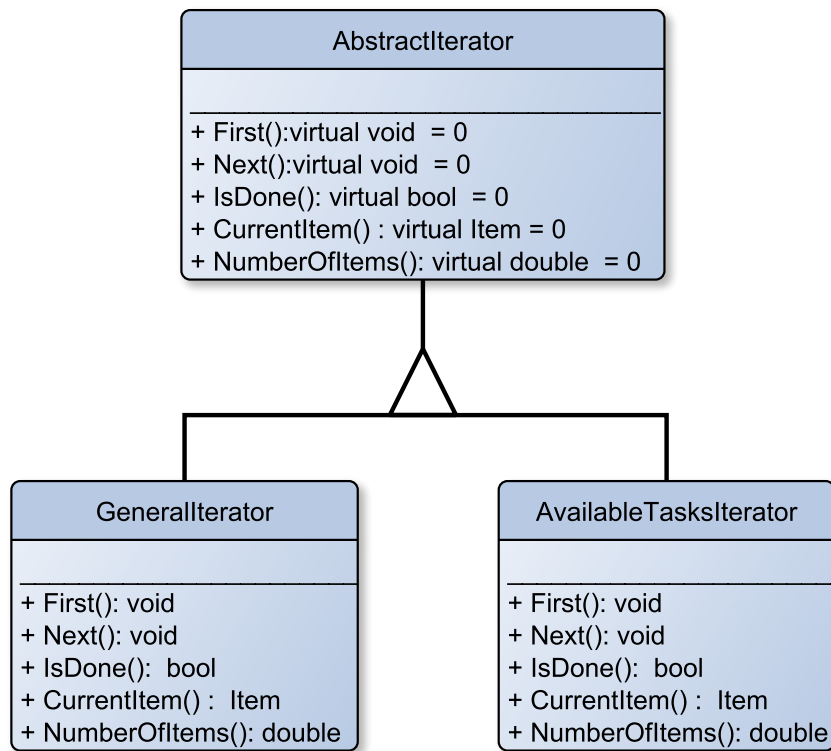 AbstractIterator
+ First():virtual void = 0
+ Next():virtual void = 0
+ IsDone(): virtual bool = 0
+ CurrentItem() : virtual Item = 0
+ NumberOfItems(): virtual double = 0
GeneralIterator
+ First(): void
+ Next(): void
+ IsDone(): bool
+ CurrentItem() : Item
+ NumberOfItems(): double
AvailableTasksIterator
+ First(): void
+ Next(): void
+ IsDone(): bool
+ CurrentItem() : Item
+ NumberOfItems(): double